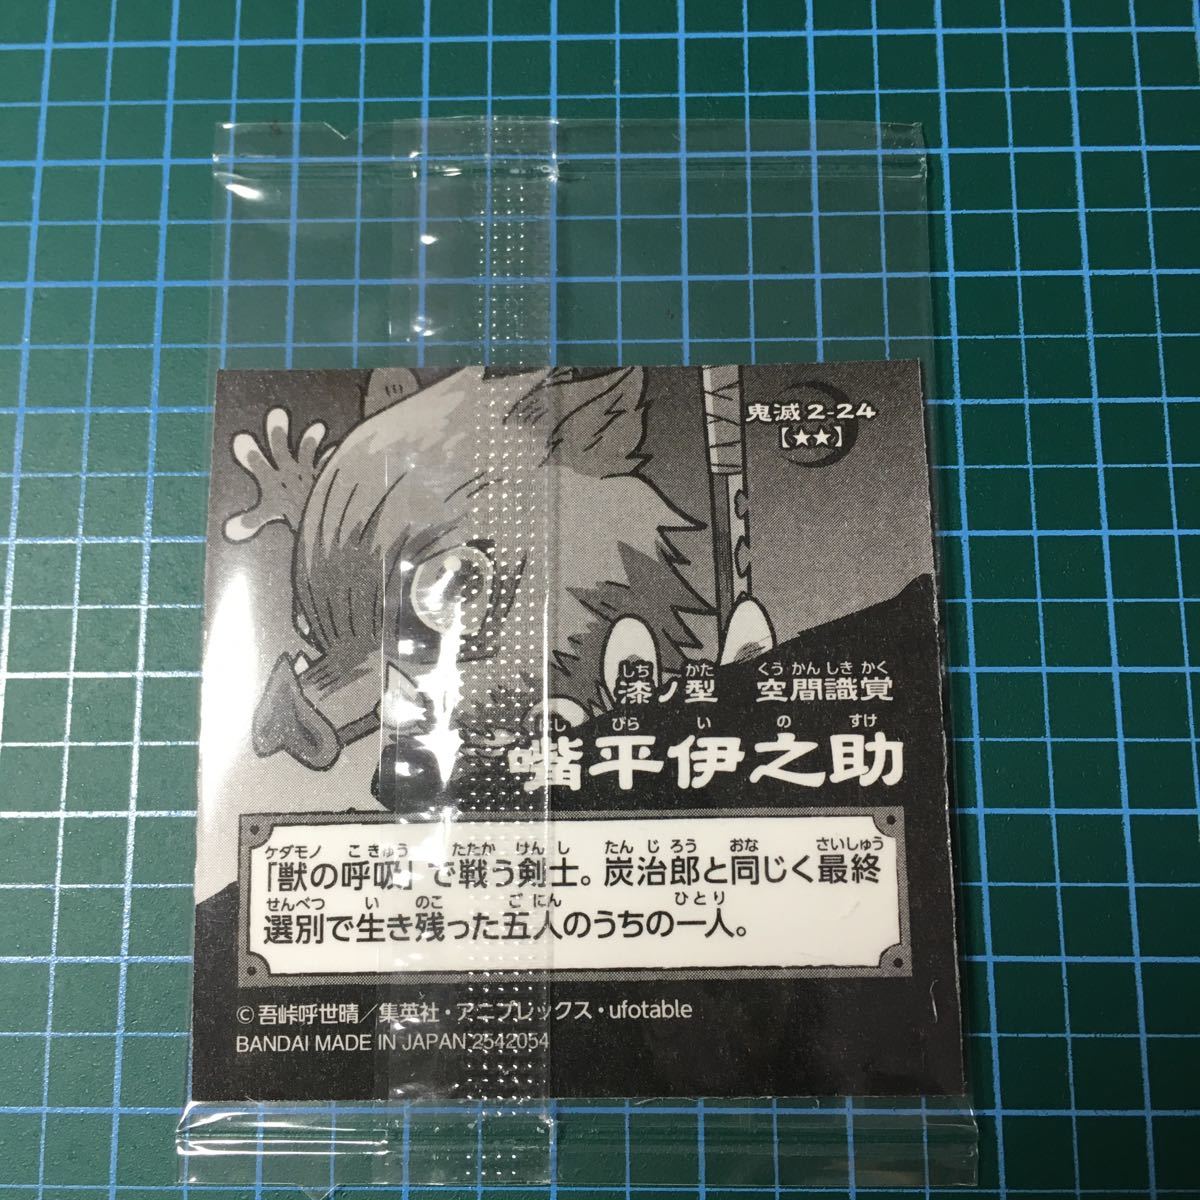 鬼滅2-24
【★★】
しち かた くう かん しき かく
漆ノ型 空間識覚
はし びら い の すけ
嘴平伊之助
ケダモノ こきゅう たたか けんし たんじろう おな さいしゅう
「獣の呼吸」で戦う剣士。炭治郎と同じく最終
せんべつ い のこ ごにん ひとり
選別で生き残った五人のうちの一人。
©吾峠呼世晴／集英社・アニプレックス・ufotable
BANDAI MADE IN JAPAN 2542054